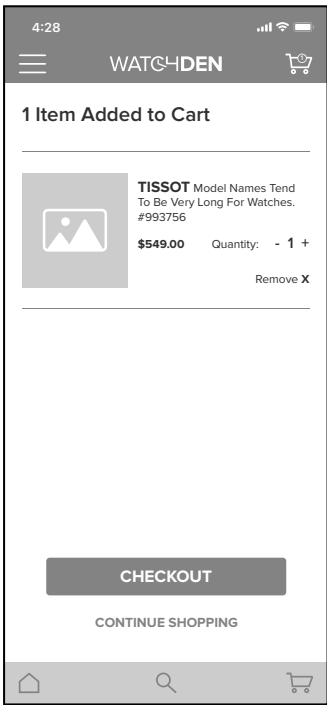 4:28
WATCHDEN
1
1 Item Added to Cart
TISSOT Model Names Tend
To Be Very Long For Watches.
#993756
$549.00 Quantity: - 1 +
Remove X
CHECKOUT
CONTINUE SHOPPING